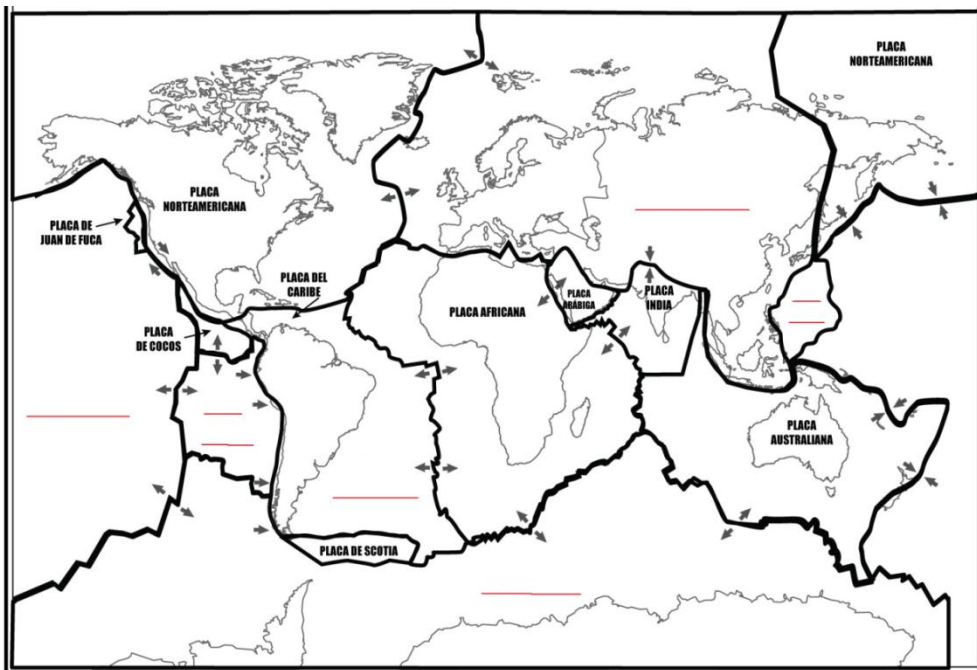 PLACA
NORTEAMERICANA
PLACA
NORTEAMERICANA
PLACA DE
JUAN DE FUCA
PLACA DEL
CARIBE
PLACA
DE COCOS
PLACA AFRICANA
PLACA
ARÁBIGA
PLACA
INDIA
PLACA
AUSTRALIANA
PLACA DE SCOTIA